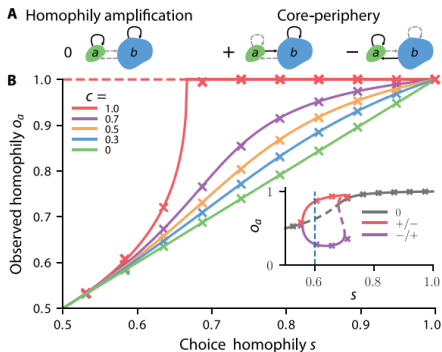 A Homophily amplification Core-periphery
0 a b + a b − a b
B
1.0
0.9
0.8
0.7
0.6
0.5
Observed homophily oₐ
c =
1.0
0.7
0.5
0.3
0
1
oₐ
0
0
+/−
−/+
0.6 0.8 1.0
s
0.5 0.6 0.7 0.8 0.9 1.0
Choice homophily s